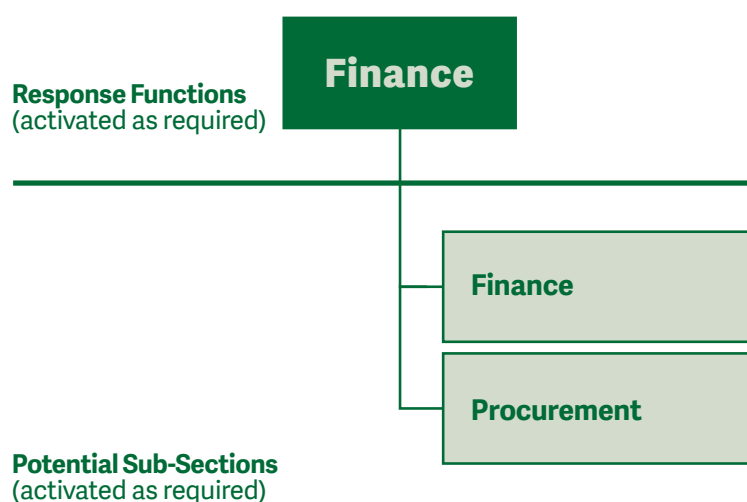 Finance
Response Functions
(activated as required)
Finance
Procurement
Potential Sub-Sections
(activated as required)